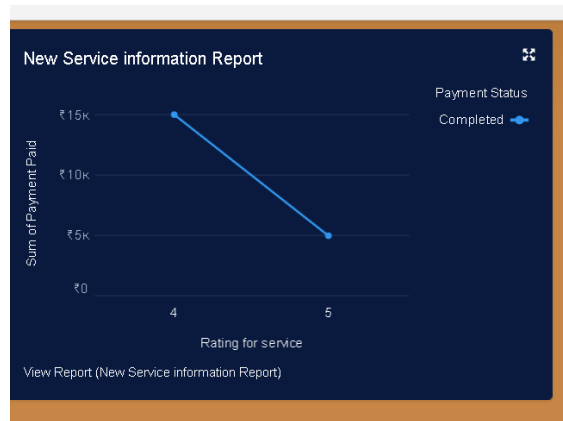 New Service information Report
Payment Status
Completed
Sum of Payment Paid
₹15K
₹10K
₹5K
₹0
4
5
Rating for service
View Report (New Service information Report)